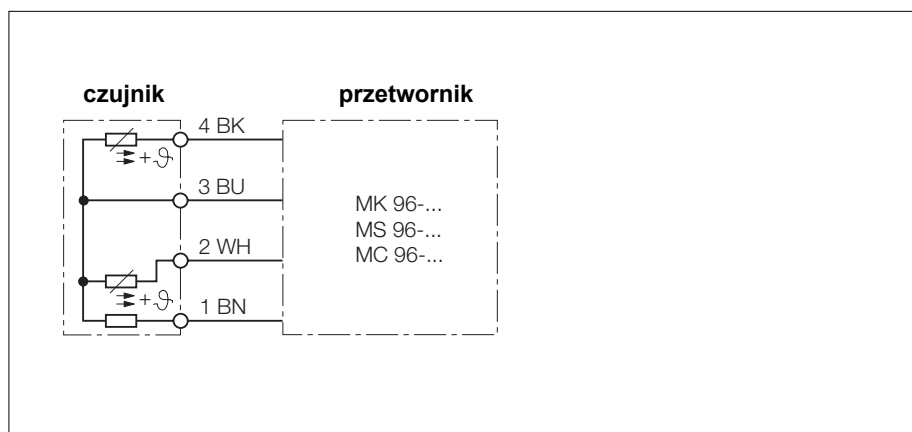 czujnik
przetwornik
4 BK
+ϑ
3 BU
MK 96-...
MS 96-...
2 WH
MC 96-...
+ϑ
1 BN